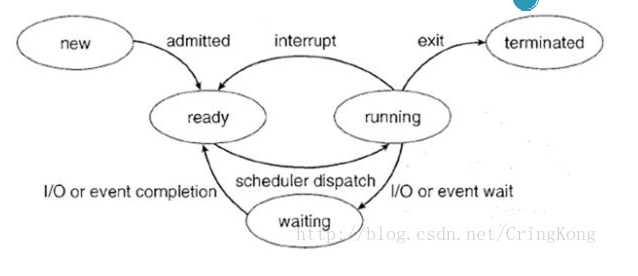 new
admitted
interrupt
exit
terminated
ready
running
I/O or event completion
scheduler dispatch
I/O or event wait
waiting
http://blog.csdn.net/CringKong